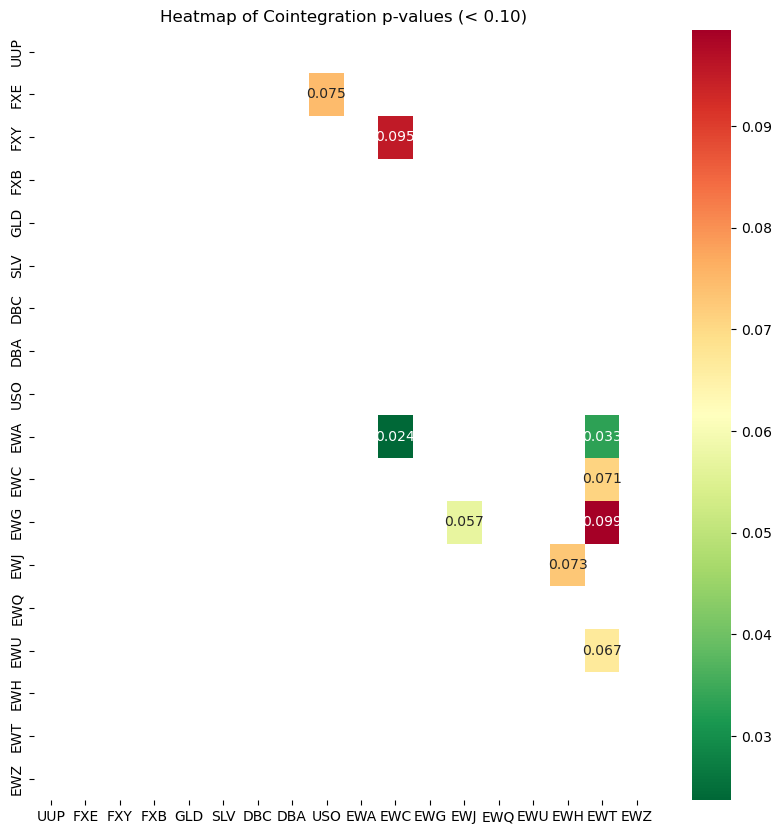 Heatmap of Cointegration p-values (< 0.10)
UUP
FXE
FXY
FXB
GLD
SLV
DBC
DBA
USO
EWA
EWC
EWG
EWJ
EWQ
EWU
EWH
EWT
EWZ
0.075
0.095
0.024
0.033
0.071
0.057
0.099
0.073
0.067
UUP FXE FXY FXB GLD SLV DBC DBA USO EWA EWC EWG EWJ EWQ EWU EWH EWT EWZ
0.09
0.08
0.07
0.06
0.05
0.04
0.03